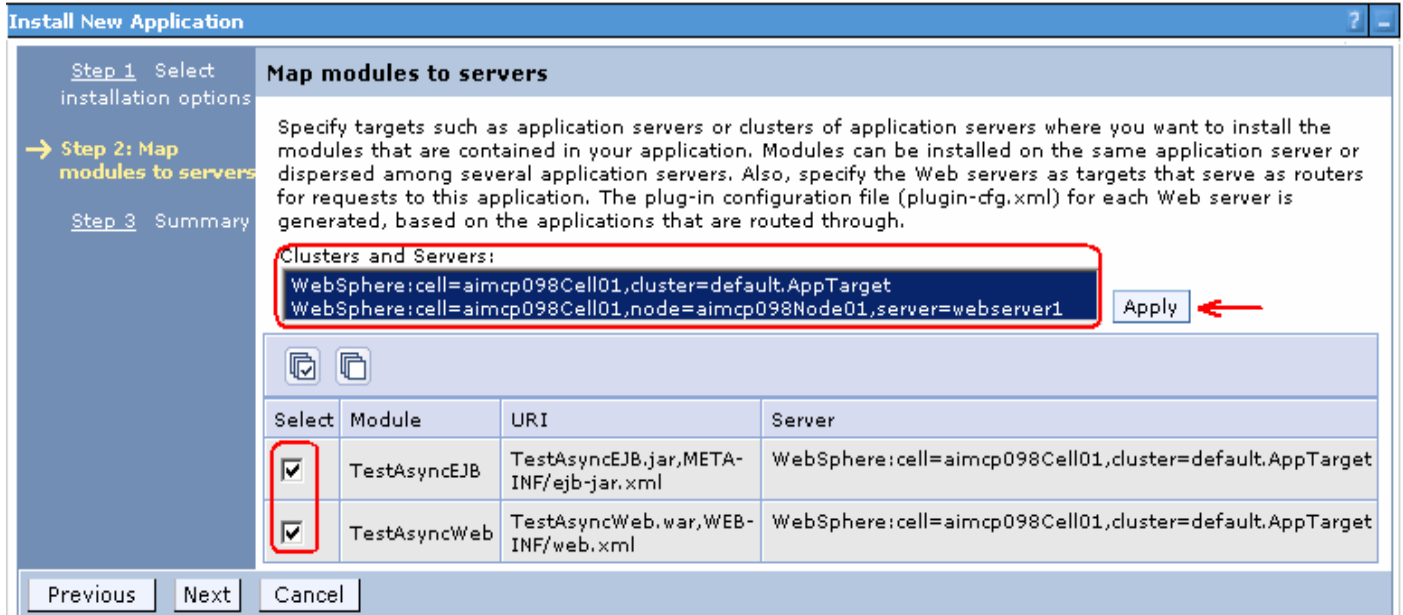 Install New Application
? _
Step 1 Select
installation options
Step 2: Map
modules to servers
Step 3 Summary
Map modules to servers
Specify targets such as application servers or clusters of application servers where you want to install the
modules that are contained in your application. Modules can be installed on the same application server or
dispersed among several application servers. Also, specify the Web servers as targets that serve as routers
for requests to this application. The plug-in configuration file (plugin-cfg.xml) for each Web server is
generated, based on the applications that are routed through.
Clusters and Servers:
WebSphere:cell=aimcp098Cell01,cluster=default.AppTarget
WebSphere:cell=aimcp098Cell01,node=aimcp098Node01,server=webserver1
Apply
Select Module URI Server
TestAsyncEJB TestAsyncEJB.jar,META- WebSphere:cell=aimcp098Cell01,cluster=default.AppTarget
INF/ejb-jar.xml
TestAsyncWeb TestAsyncWeb.war,WEB- WebSphere:cell=aimcp098Cell01,cluster=default.AppTarget
INF/web.xml
Previous Next Cancel